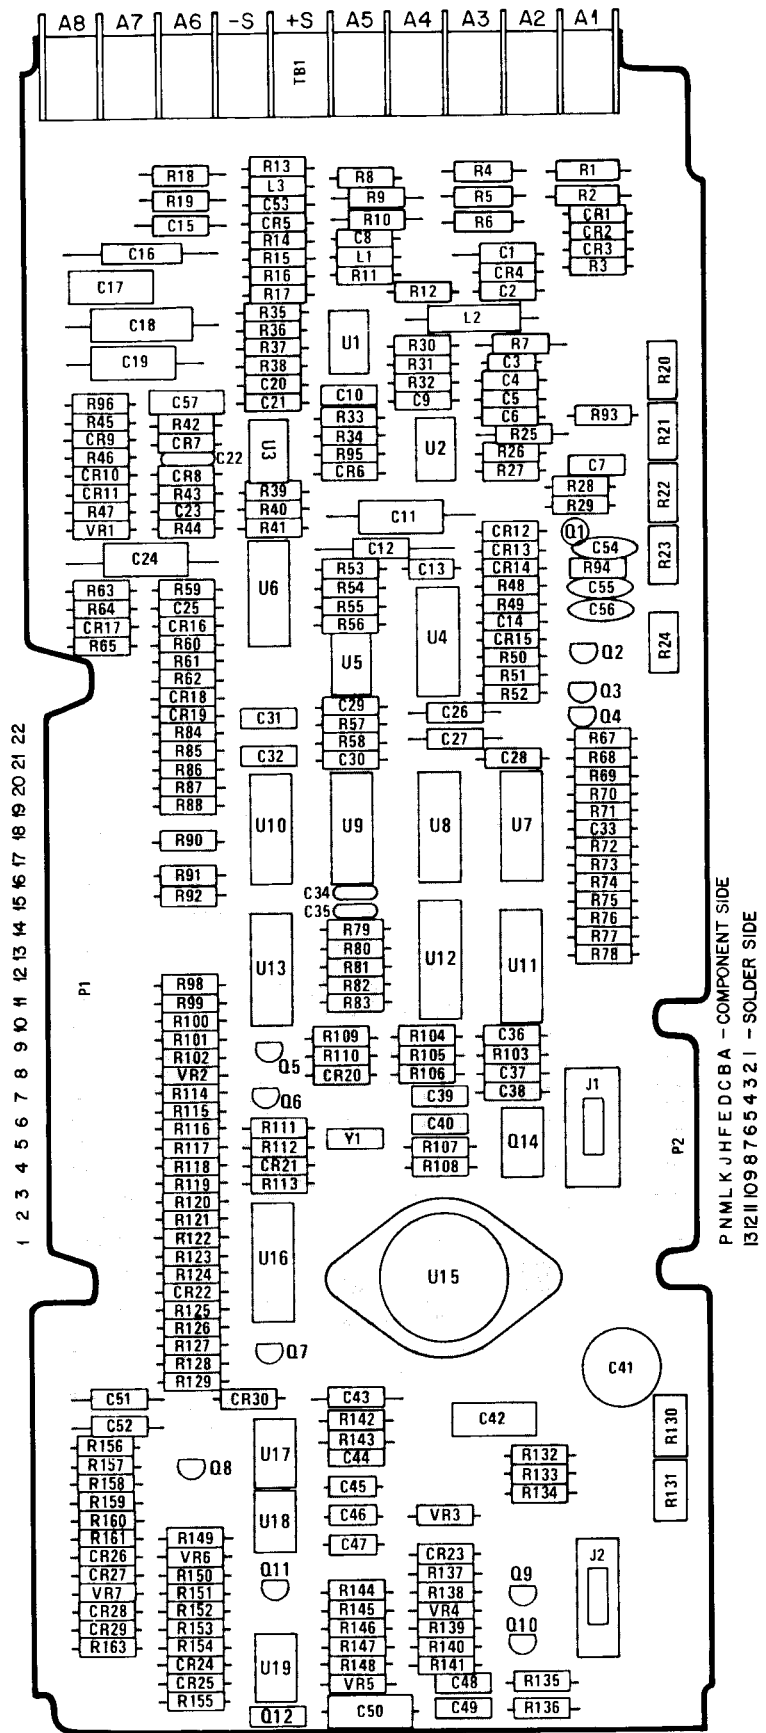 A8 A7 A6 -S +S A5 A4 A3 A2 A1
TB1
R18
R19
C15
C16
C17
C18
C19
R13
L3
C53
CR5
R14
R15
R16
R17
R35
R36
R37
R38
C20
C21
R8
R9
R10
C8
L1
R11
R12
R4
R5
R6
C1
CR4
C2
L2
R1
R2
CR1
CR2
CR3
R3
U1
R30
R31
R32
C9
R7
C3
C4
C5
C6
R25
R26
R27
R20
R21
R22
R23
R24
R93
C7
R28
R29
Q1
C54
R94
C55
C56
Q2
Q3
Q4
R96
R45
CR9
R46
CR10
CR11
R47
VR1
C57
R42
CR7
C22
CR8
R43
C23
R44
U3
R39
R40
R41
C10
R33
R34
R95
CR6
U2
C11
C12
C13
CR12
CR13
CR14
R48
R49
C14
CR15
R50
R51
R52
C24
R63
R64
CR17
R65
R59
C25
CR16
R60
R61
R62
CR18
CR19
R84
R85
R86
R87
R88
R90
R91
R92
U6
R53
R54
R55
R56
U5
U4
C29
R57
R58
C30
C31
C32
C26
C27
C28
R67
R68
R69
R70
R71
C33
R72
R73
R74
R75
R76
R77
R78
U10
U9
U8
U7
C34
C35
R79
R80
R81
R82
R83
U13
U12
U11
1 2 3 4 5 6 7 8 9 10 11 12 13 14 15 16 17 18 19 20 21 22
P1
R98
R99
R100
R101
R102
VR2
R114
R115
R116
R117
R118
R119
R120
R121
R122
R123
R124
CR22
R125
R126
R127
R128
R129
Q5
Q6
R109
R110
CR20
R104
R105
R106
C36
R103
C37
C38
C39
C40
R107
R108
Y1
Q14
J1
P2
PNMLKJHFEDCBA - COMPONENT SIDE
13121110987654321 - SOLDER SIDE
R111
R112
CR21
R113
U16
U15
Q7
C41
C51
C52
CR30
C43
R142
R143
C44
C45
C46
C47
C42
R130
R131
R132
R133
R134
R156
R157
R158
R159
R160
R161
CR26
CR27
VR7
CR28
CR29
R163
Q8
U17
U18
VR3
R149
VR6
R150
R151
R152
R153
R154
CR24
CR25
R155
Q11
U19
Q12
R144
R145
R146
R147
R148
VR5
C50
CR23
R137
R138
VR4
R139
R140
R141
C48
C49
Q9
Q10
J2
R135
R136